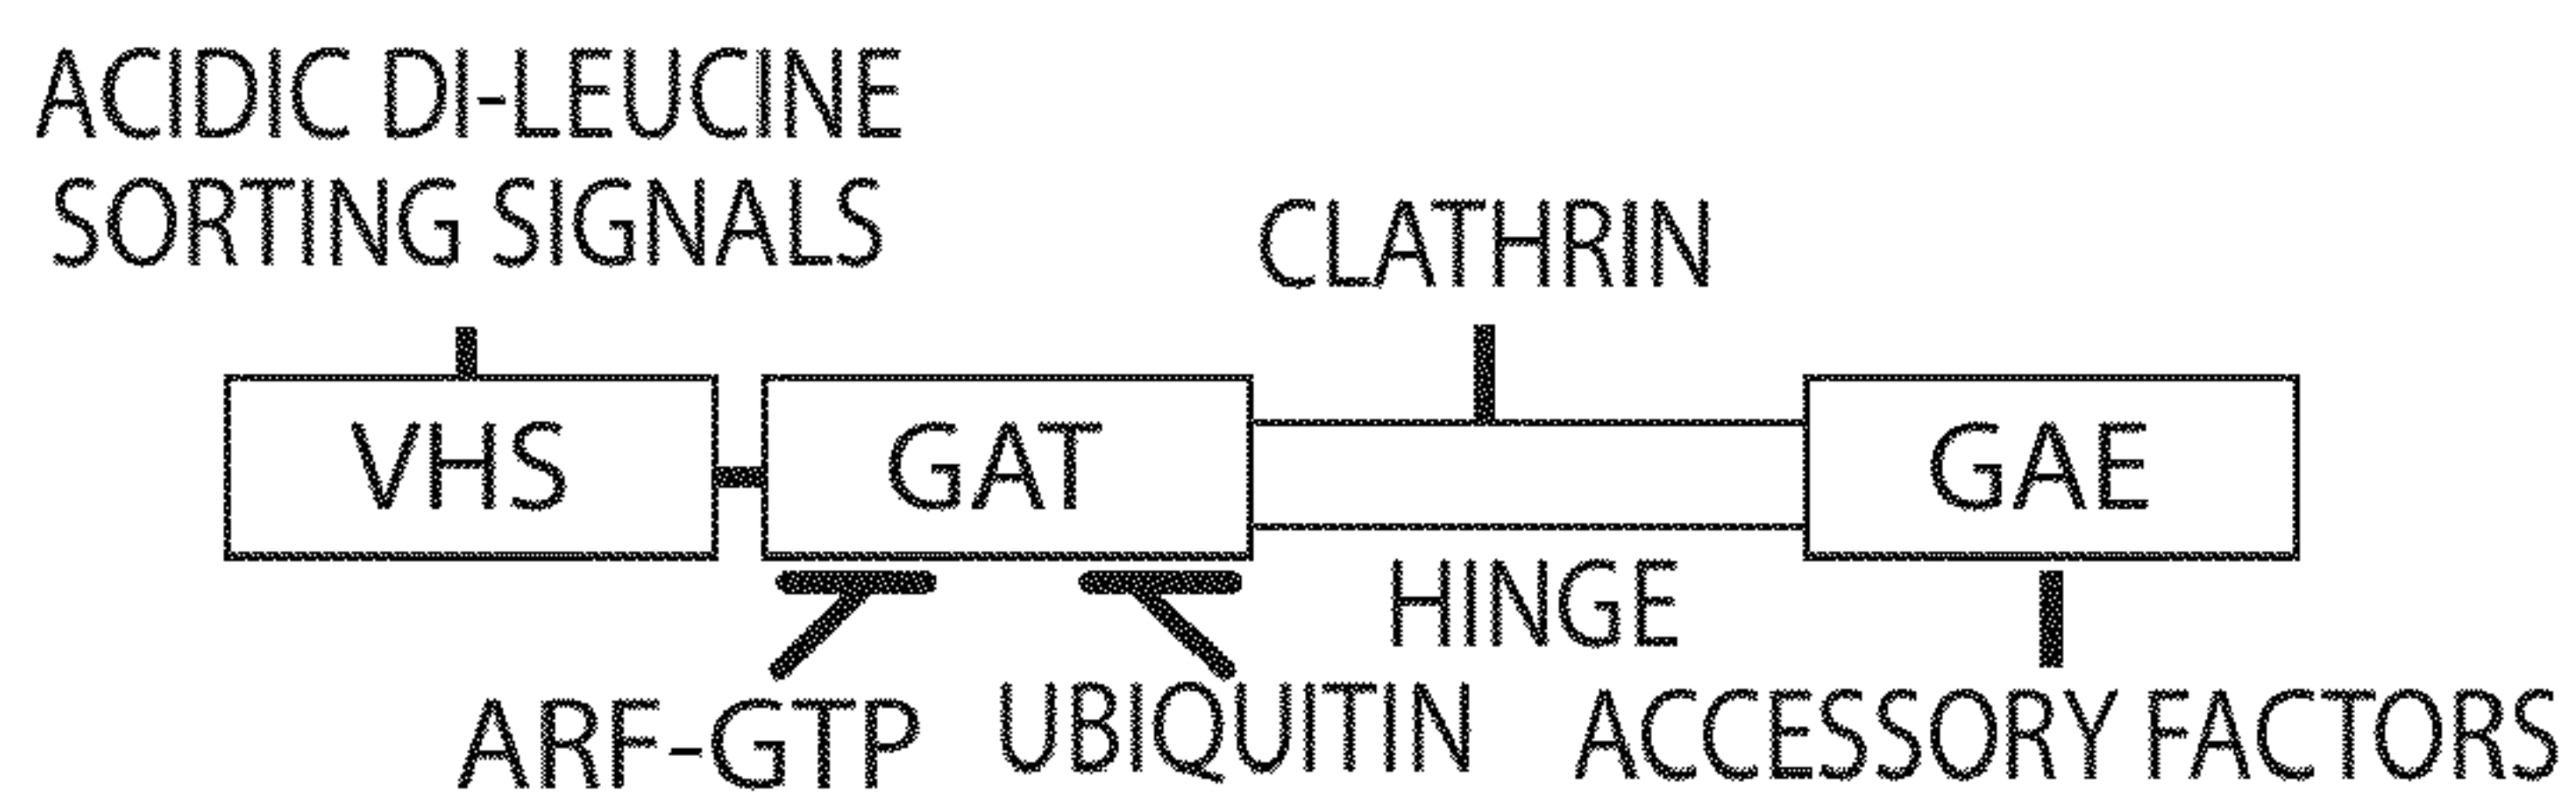 ACIDIC DI-LEUCINE
SORTING SIGNALS
CLATHRIN
VHS
GAT
GAE
HINGE
ARF-GTP
UBIQUITIN
ACCESSORY FACTORS